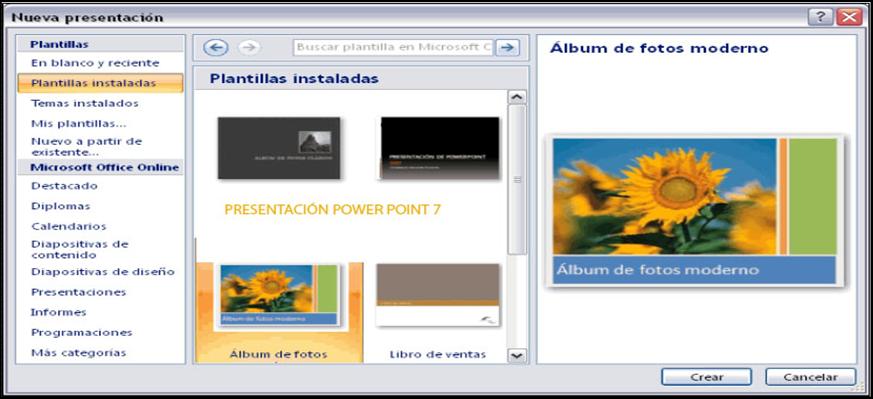 Nueva presentación
Plantillas
En blanco y reciente
Plantillas instaladas
Temas instalados
Mis plantillas...
Nuevo a partir de
existente...
Microsoft Office Online
Destacado
Diplomas
Calendarios
Diapositivas de
contenido
Diapositivas de diseño
Presentaciones
Informes
Programaciones
Más categorías
Buscar plantilla en Microsoft O
Plantillas instaladas
PRESENTACIÓN DE POWERPOINT
PRESENTACIÓN POWER POINT 7
Álbum de fotos moderno
Álbum de fotos
Libro de ventas
Álbum de fotos moderno
Álbum de fotos moderno
Crear
Cancelar